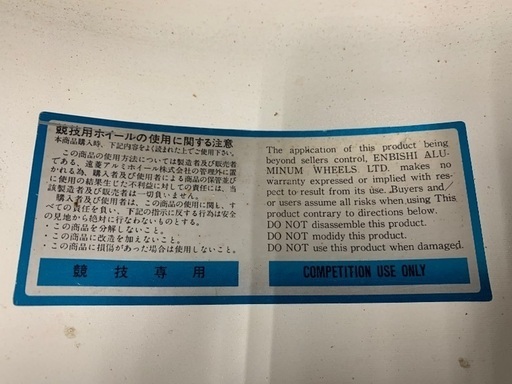 競技用ホイールの使用に関する注意
本商品購入時、下記内容をよく読まれた上でご使用下さい。
この商品の使用方法については製造者及び販売者
である、遠菱アルミホイール株式会社の管理外に置
かれる為、購入者及び使用者による商品の保管並び
に使用の結果生じた不利益に対しての責任には、当
該製造者及び販売者は一切負いません。
購入者及び使用者は、この商品の使用に関し、す
べての責任を負い、下記の指示に反する行為は安全
の見地から絶対に行なわないものとする。
・この商品を分解しないこと。
・この商品に改造を加えないこと。
・この商品に損傷があった場合は使用しないこと。
競技専用
The application of this product being
beyond sellers control, ENBISHI ALU-
MINUM WHEELS LTD. makes no
warranty expressed or implied with res-
pect to result from its use. Buyers and/
or users assume all risks when using This
product contrary to directions below.
DO NOT disassemble this product.
DO NOT modidy this product.
DO NOT use this product when damaged.
COMPETITION USE ONLY